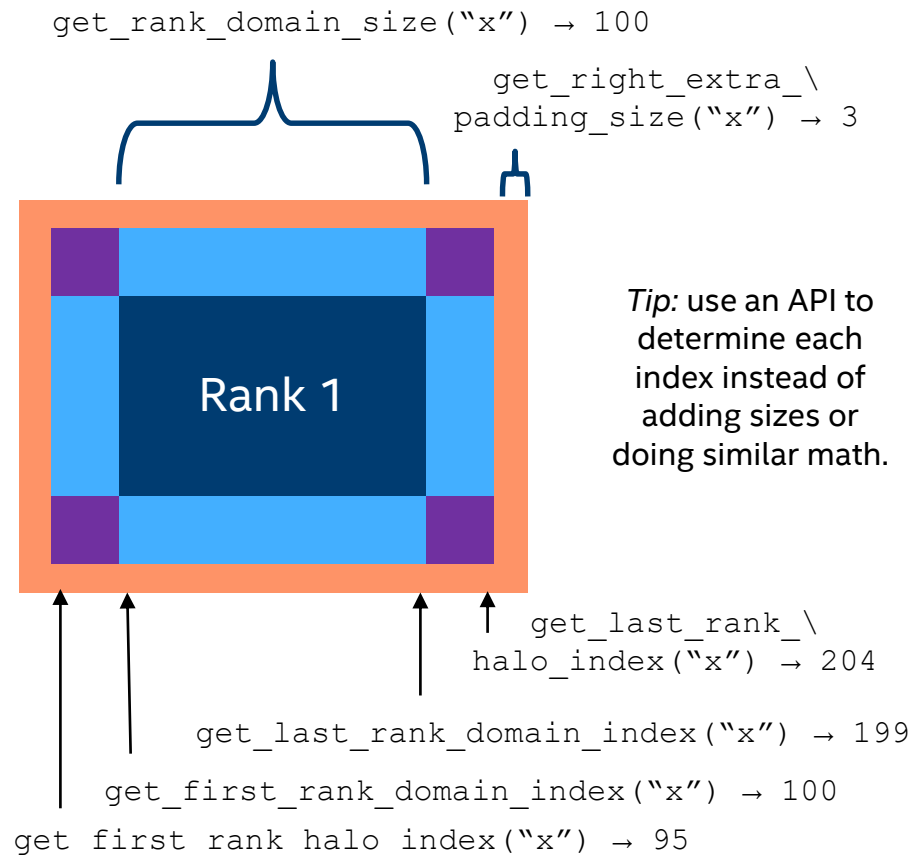 get_rank_domain_size(“x”) → 100
get_right_extra_\
padding_size(“x”) → 3
Tip: use an API to
determine each
index instead of
adding sizes or
doing similar math.
Rank 1
get_last_rank_\
halo_index(“x”) → 204
get_last_rank_domain_index(“x”) → 199
get_first_rank_domain_index(“x”) → 100
get first rank halo index(“x”) → 95